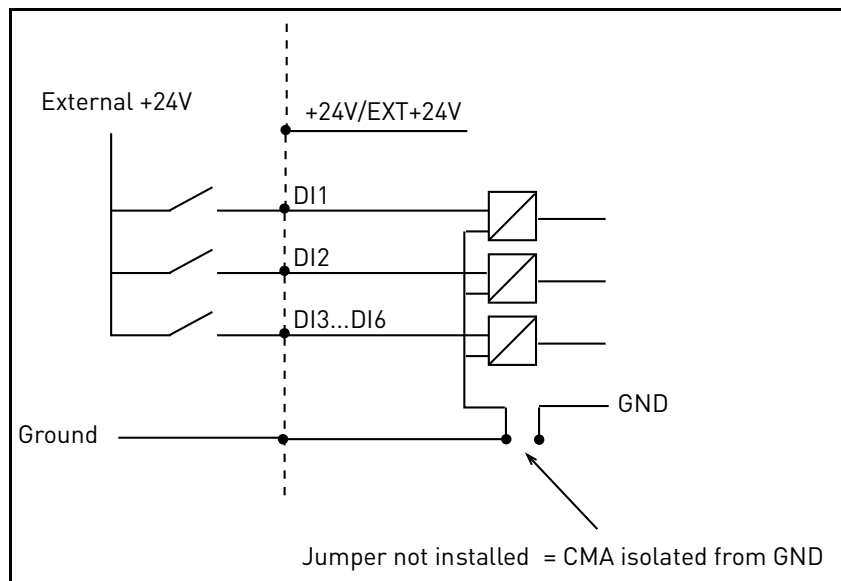 External +24V
+24V/EXT+24V
DI1
DI2
DI3...DI6
GND
Ground
Jumper not installed = CMA isolated from GND